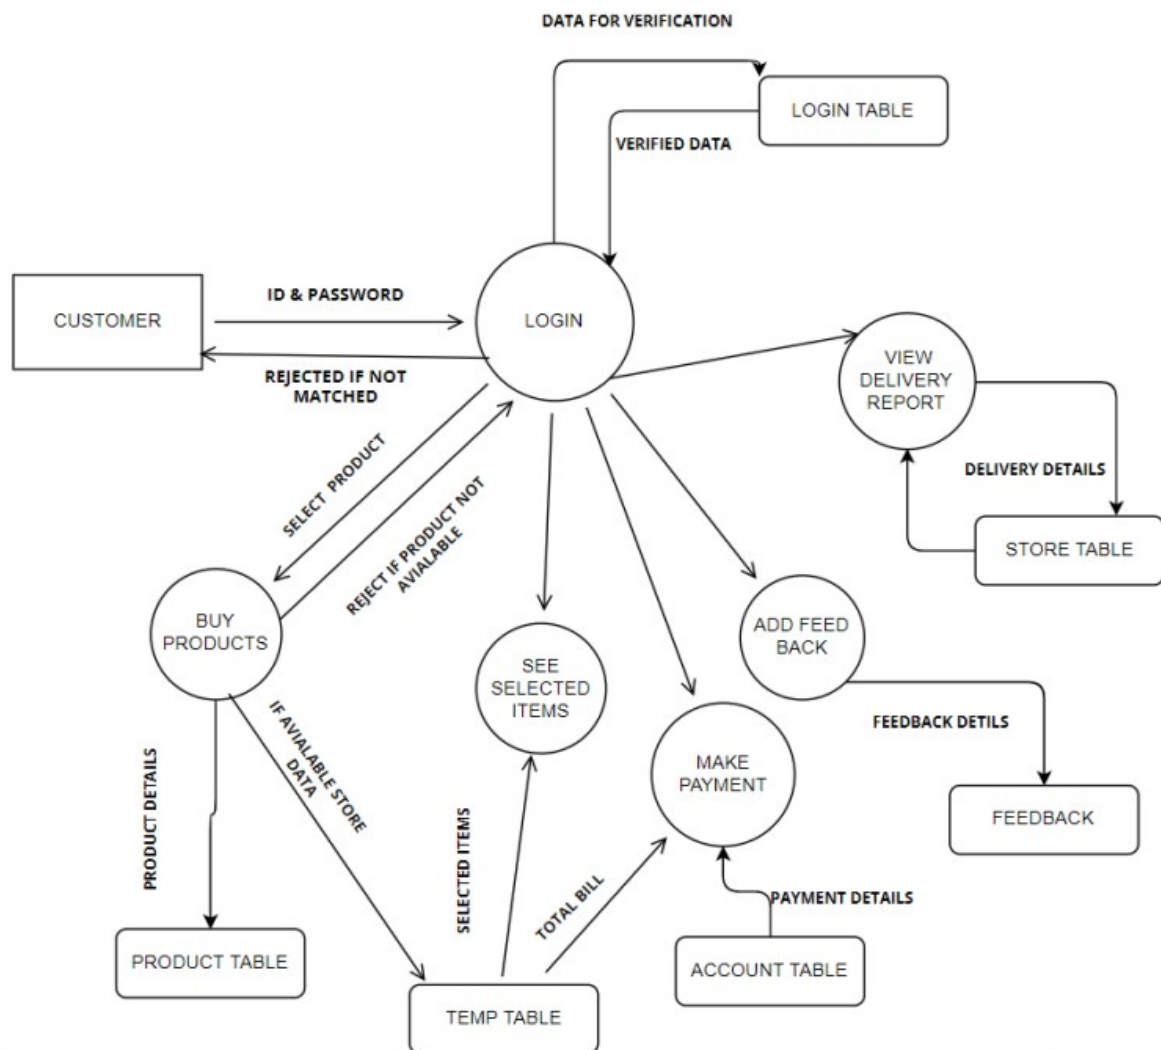 DATA FOR VERIFICATION
LOGIN TABLE
VERIFIED DATA
CUSTOMER
ID & PASSWORD
LOGIN
REJECTED IF NOT
MATCHED
VIEW
DELIVERY
REPORT
SELECT PRODUCT
REJECT IF PRODUCT NOT
AVIALABLE
DELIVERY DETAILS
STORE TABLE
BUY
PRODUCTS
ADD FEED
BACK
SEE
SELECTED
ITEMS
FEEDBACK DETILS
MAKE
PAYMENT
PRODUCT DETAILS
IF AVIALABLE STORE
DATA
SELECTED ITEMS
TOTAL BILL
FEEDBACK
PAYMENT DETAILS
PRODUCT TABLE
ACCOUNT TABLE
TEMP TABLE